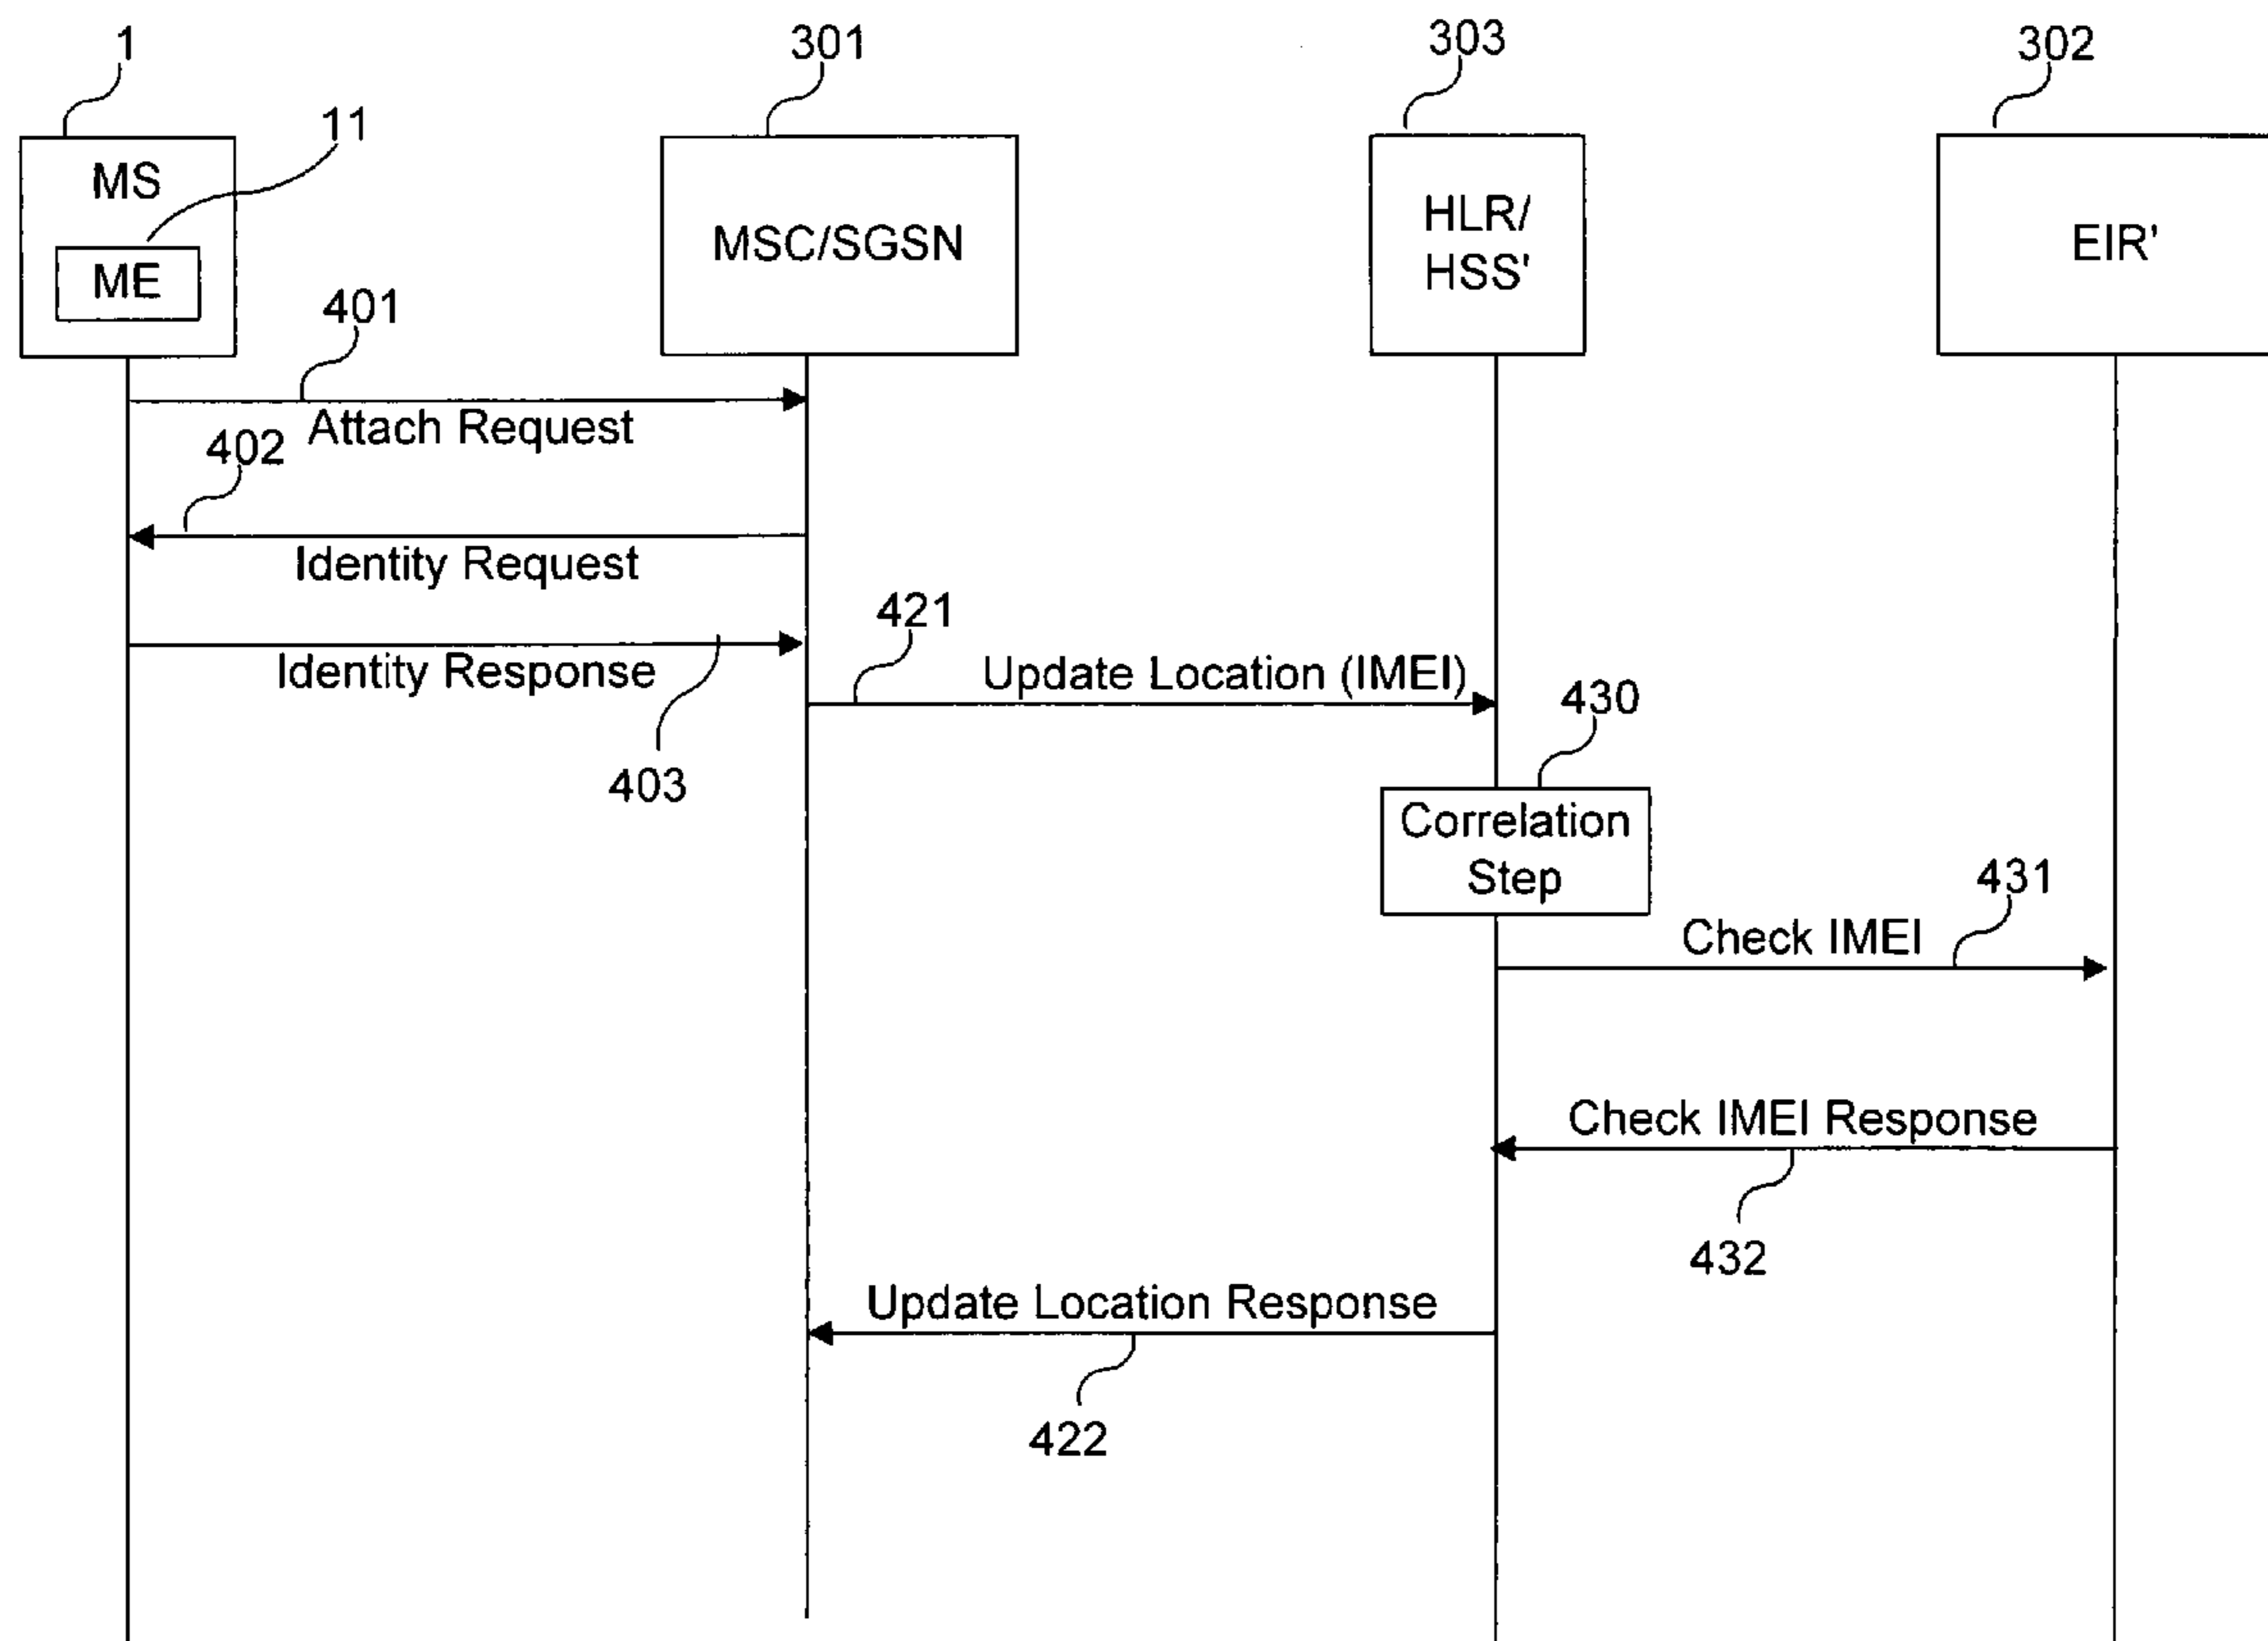 1
301
303
302
11
MS
ME
MSC/SGSN
HLR/
HSS'
EIR'
401
Attach Request
402
Identity Request
421
Identity Response
Update Location (IMEI)
430
403
Correlation
Step
431
Check IMEI
Check IMEI Response
432
Update Location Response
422